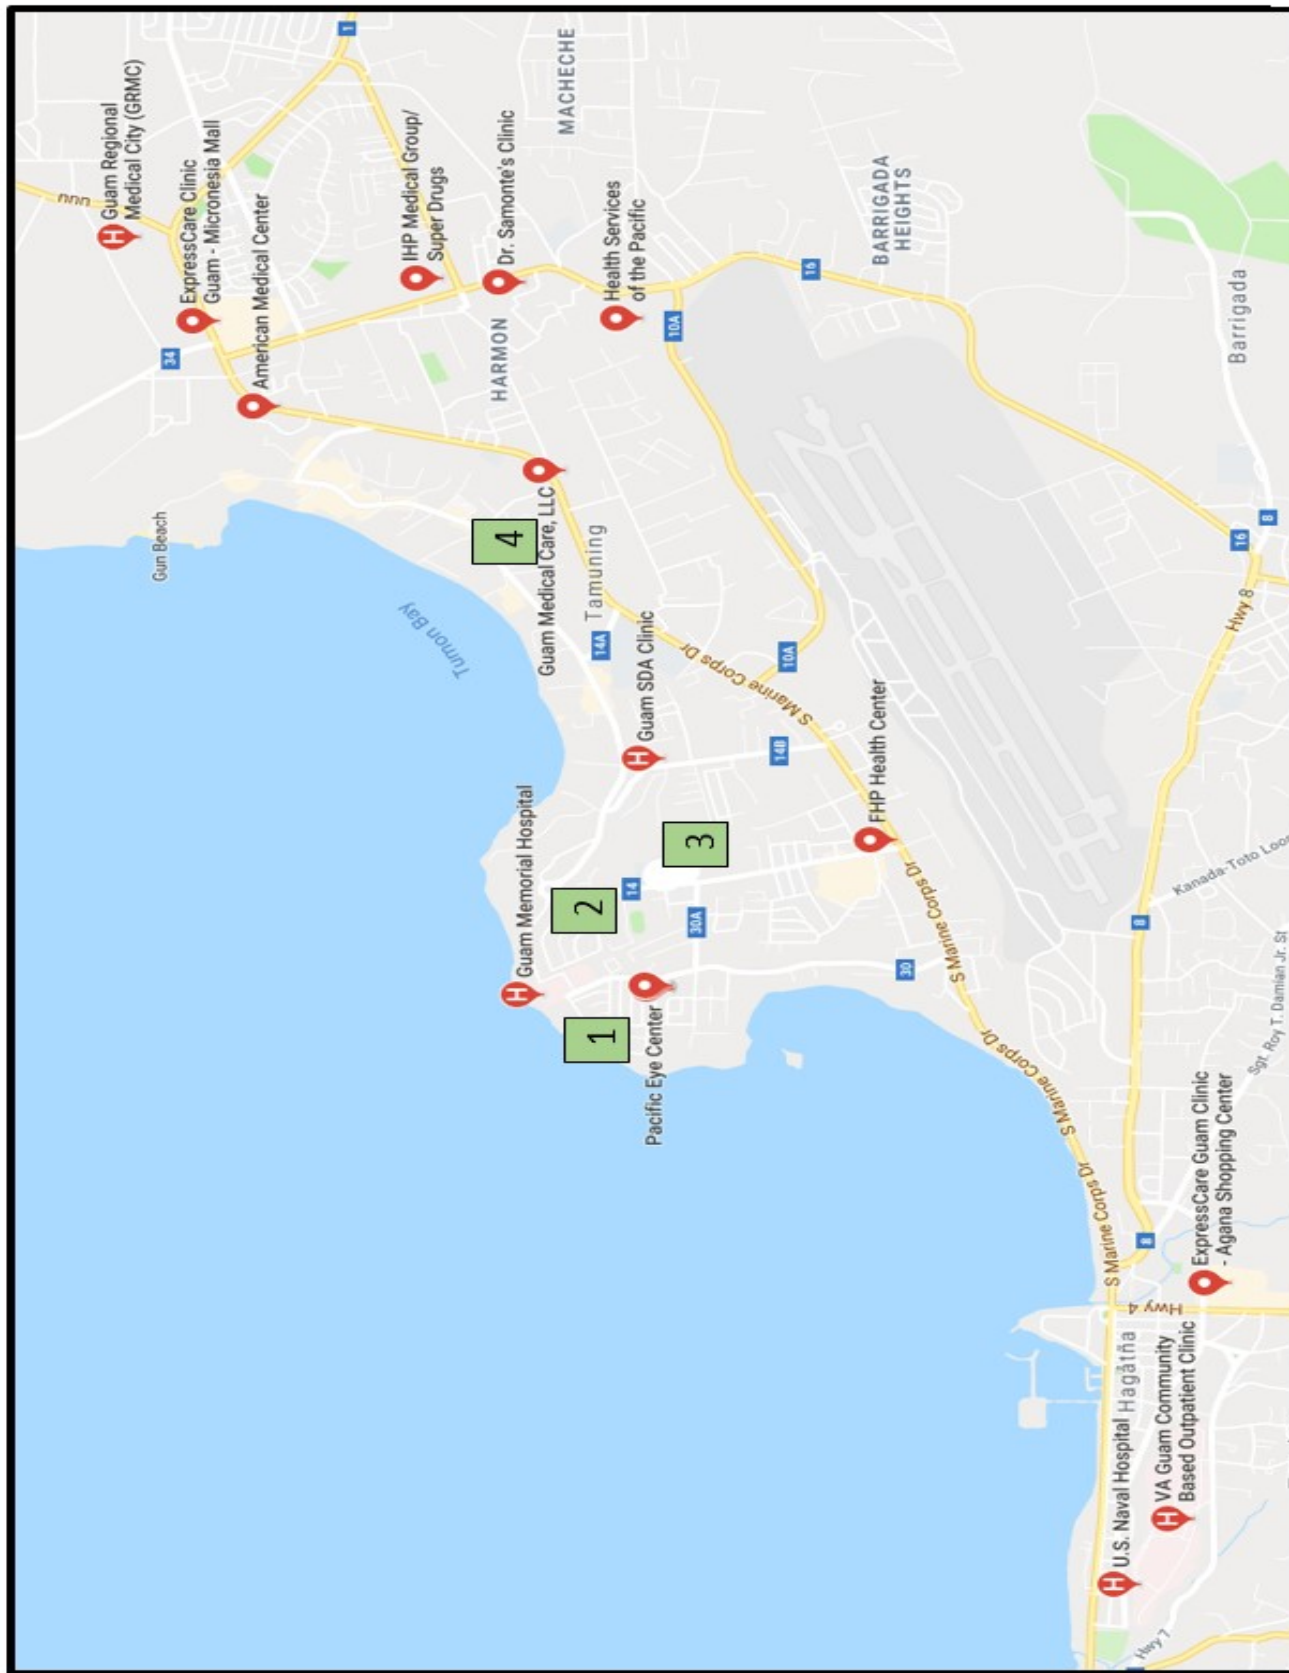 1
Guam Regional
Medical City (GRMC)
ExpressCare Clinic
Guam - Micronesia Mall
American Medical Center
34
IHP Medical Group/
Super Drugs
Dr. Samonte's Clinic
MACHECHE
HARMON
Health Services
of the Pacific
BARRIGADA
HEIGHTS
16
10A
Barrigada
Gun Beach
Tumon Bay
4
Guam Medical Care, LLC
Tamuning
14A
Guam SDA Clinic
S Marine Corps Dr
10A
14B
16
8
Hwy 8
Guam Memorial Hospital
2
14
3
30A
FHP Health Center
1
Pacific Eye Center
30
S Marine Corps Dr
8
Kanada-Toto Loop
S Marine Corps Dr
S Marine Corps Dr
Sgt. Roy T. Damian Jr. St
S Marine Corps Dr
8
ExpressCare Guam Clinic
- Agana Shopping Center
Hwy 4
Hagåtña
U.S. Naval Hospital
VA Guam Community
Based Outpatient Clinic
Hwy 7
H
H
H
H
H